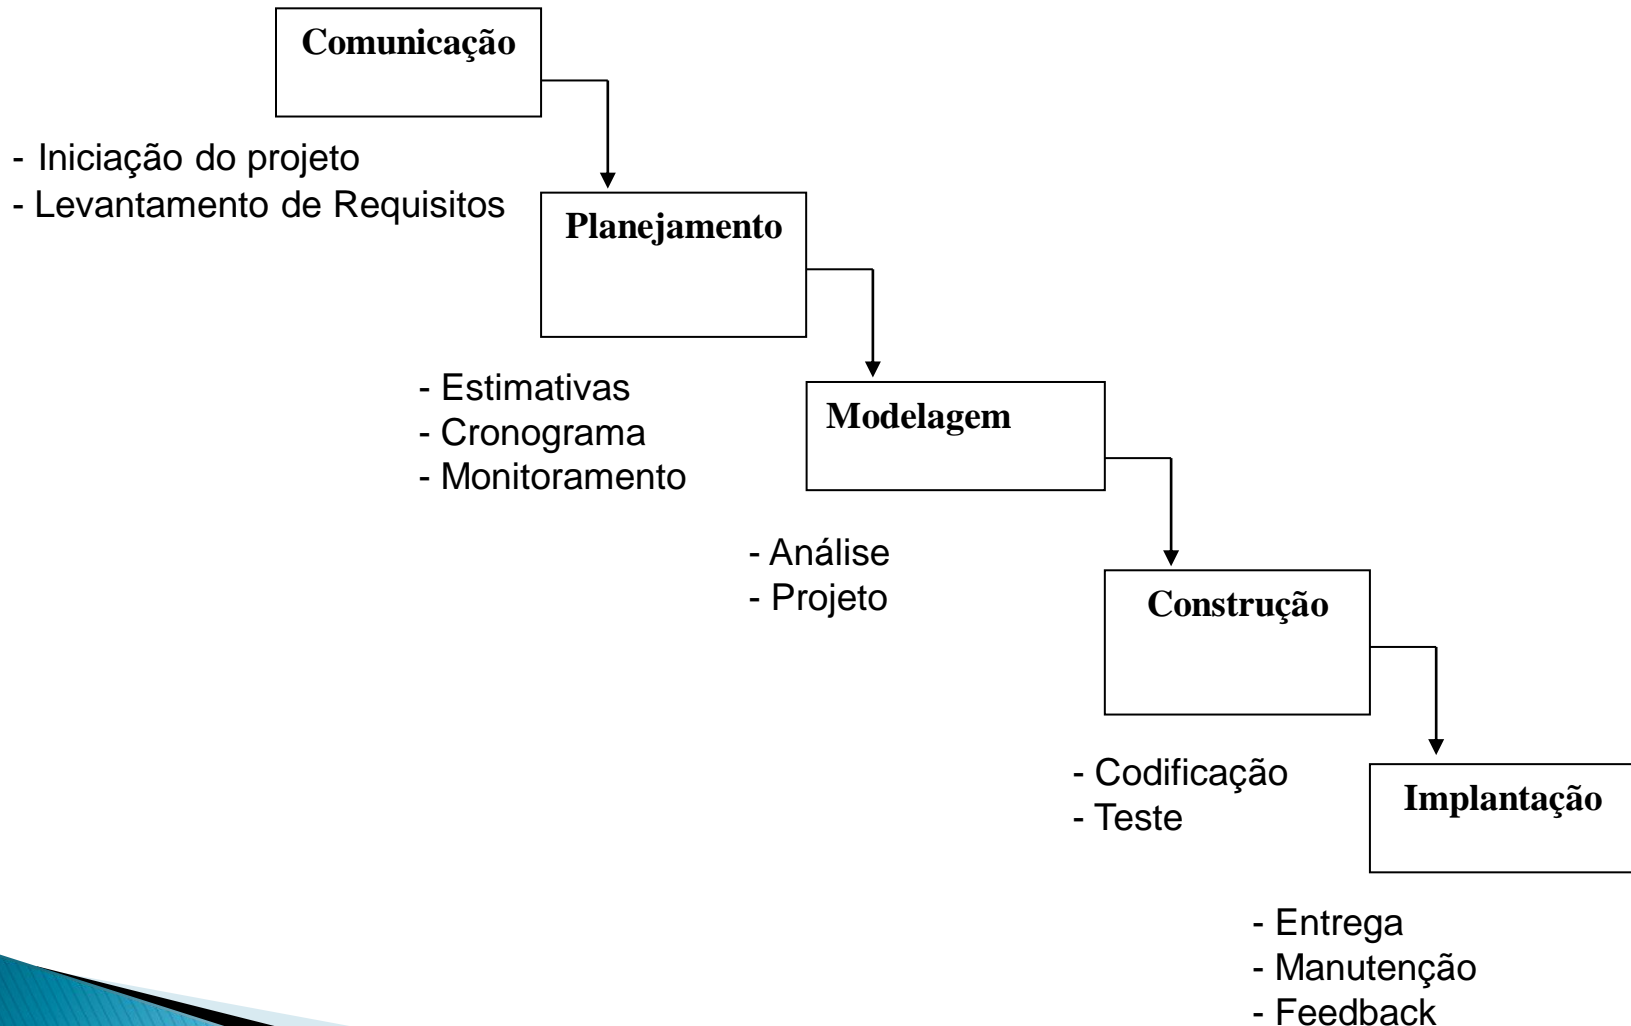 Comunicação
- Iniciação do projeto
- Levantamento de Requisitos
Planejamento
- Estimativas
- Cronograma
- Monitoramento
Modelagem
- Análise
- Projeto
Construção
- Codificação
- Teste
Implantação
- Entrega
- Manutenção
- Feedback